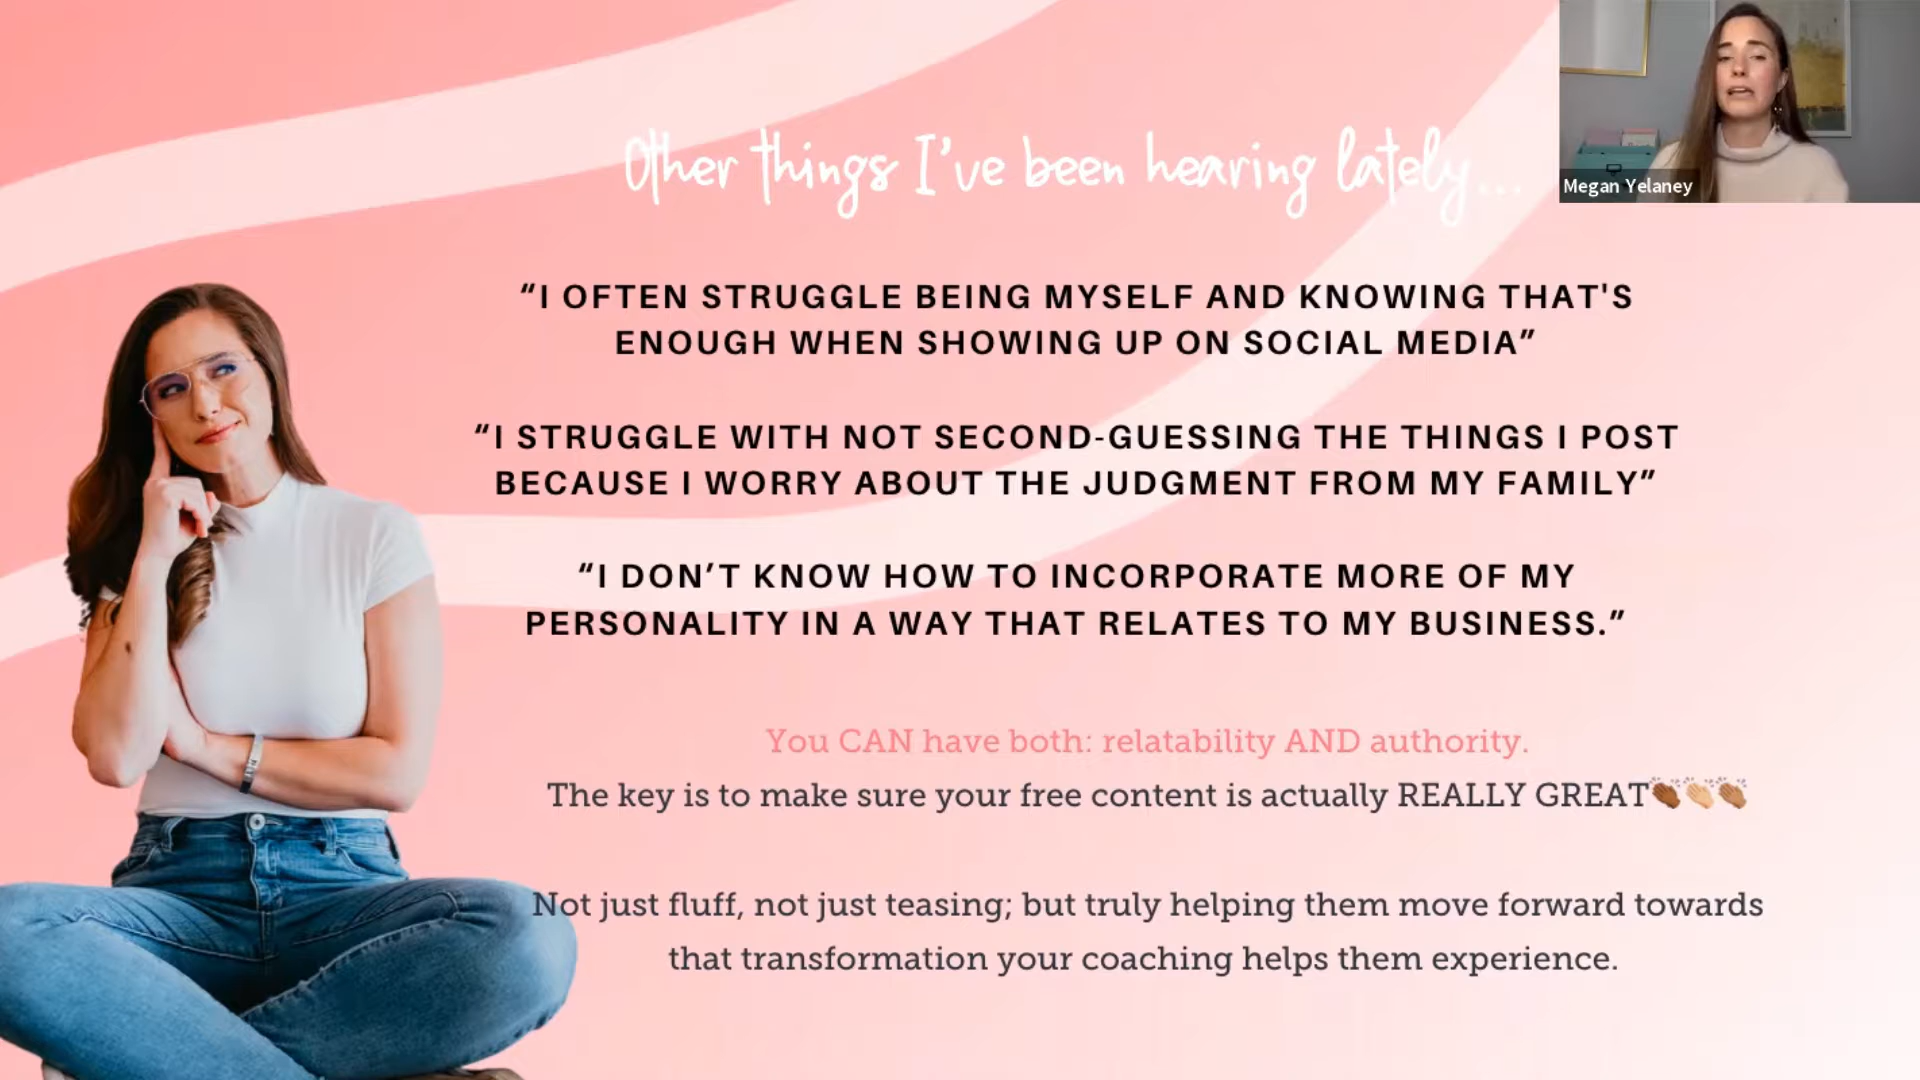 Other things I've been hearing lately...
Megan Yelaney
“I OFTEN STRUGGLE BEING MYSELF AND KNOWING THAT'S
ENOUGH WHEN SHOWING UP ON SOCIAL MEDIA”
“I STRUGGLE WITH NOT SECOND-GUESSING THE THINGS I POST
BECAUSE I WORRY ABOUT THE JUDGMENT FROM MY FAMILY”
“I DON’T KNOW HOW TO INCORPORATE MORE OF MY
PERSONALITY IN A WAY THAT RELATES TO MY BUSINESS.”
You CAN have both: relatability AND authority.
The key is to make sure your free content is actually REALLY GREAT👏🏾👏🏼👏🏽
Not just fluff, not just teasing; but truly helping them move forward towards
that transformation your coaching helps them experience.